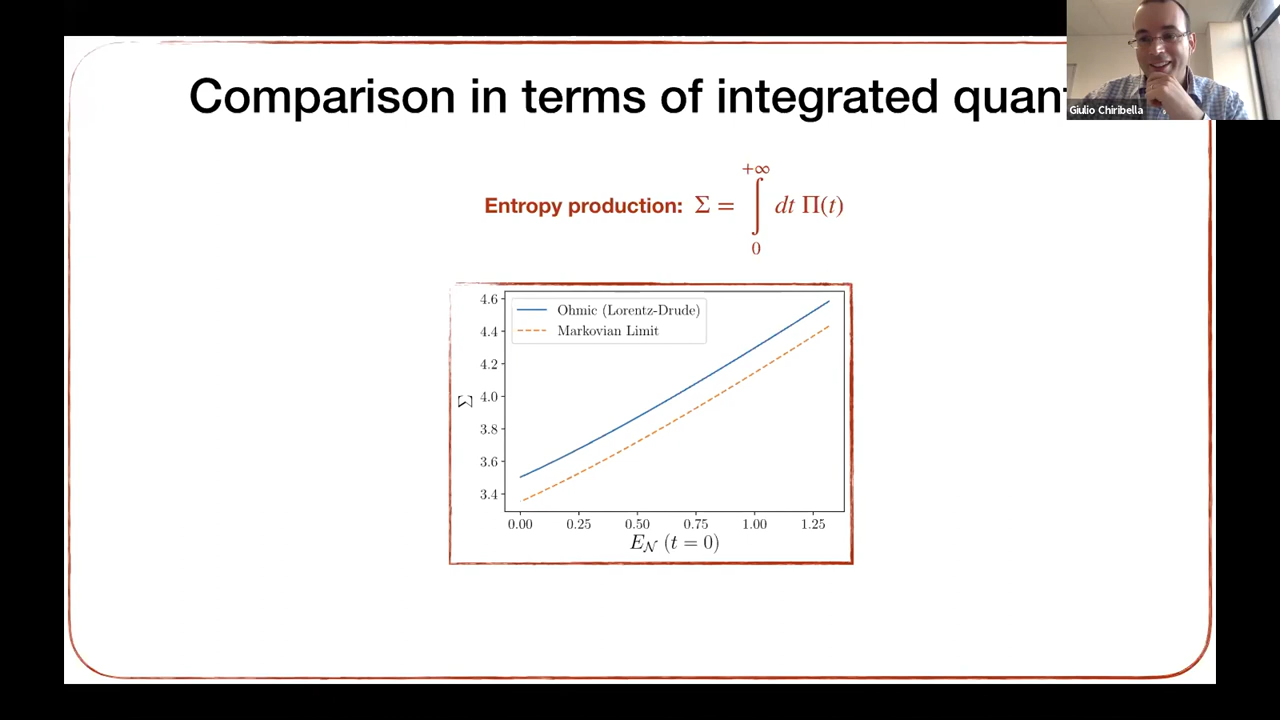 Comparison in terms of integrated quan
Giulio Chiribella
Entropy production: Σ = ∫₀^{+∞} dt Π(t)
Ohmic (Lorentz-Drude)
Markovian Limit
4.6
4.4
4.2
4.0
3.8
3.6
3.4
Σ
0.00 0.25 0.50 0.75 1.00 1.25
E_𝒩 (t = 0)